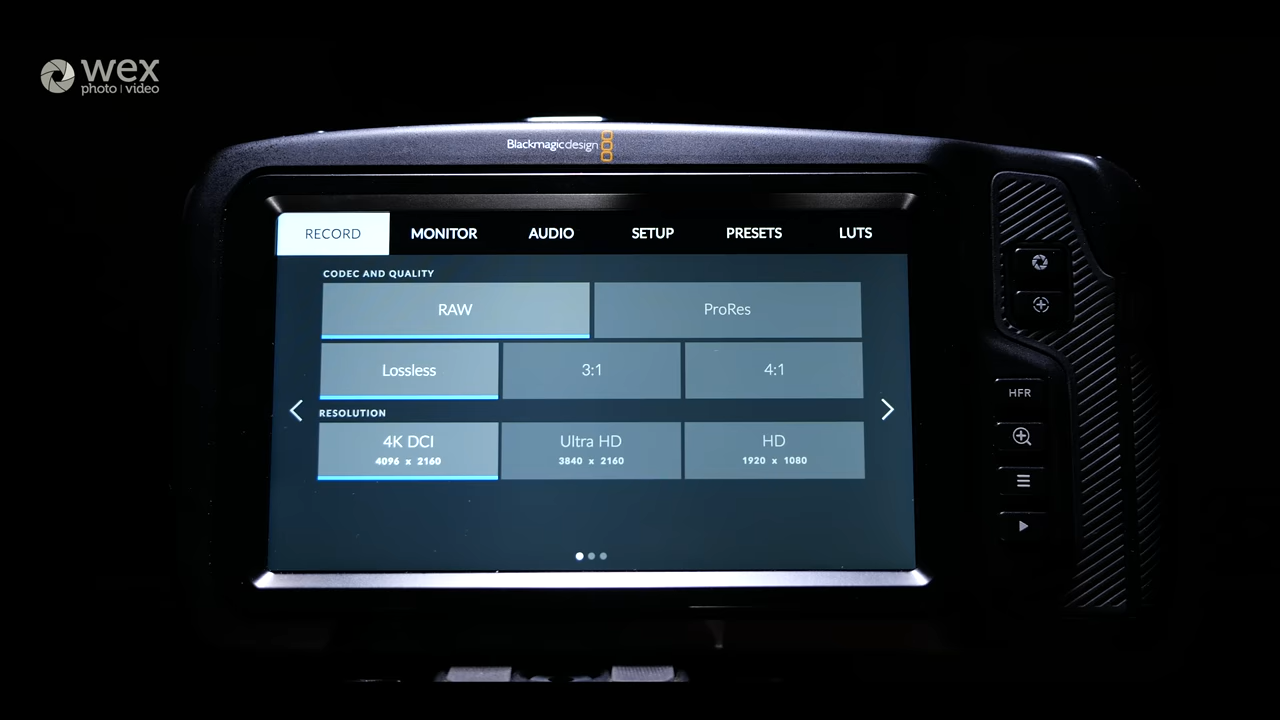 wex
photo | video
Blackmagicdesign
RECORD MONITOR AUDIO SETUP PRESETS LUTS
CODEC AND QUALITY
RAW ProRes
Lossless 3:1 4:1
RESOLUTION
4K DCI Ultra HD HD
4096 x 2160 3840 x 2160 1920 x 1080
HFR